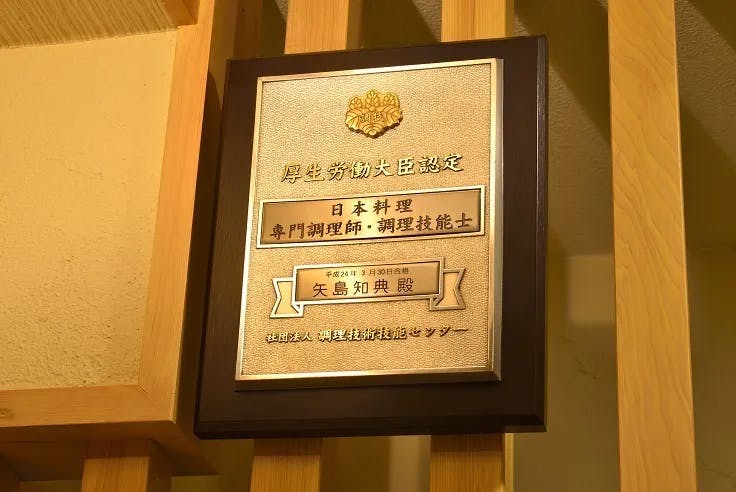 調技
厚生労働大臣認定
日本料理
専門調理師・調理技能士
平成24年3月30日合格
矢島知典 殿
社団法人 調理技術技能センター